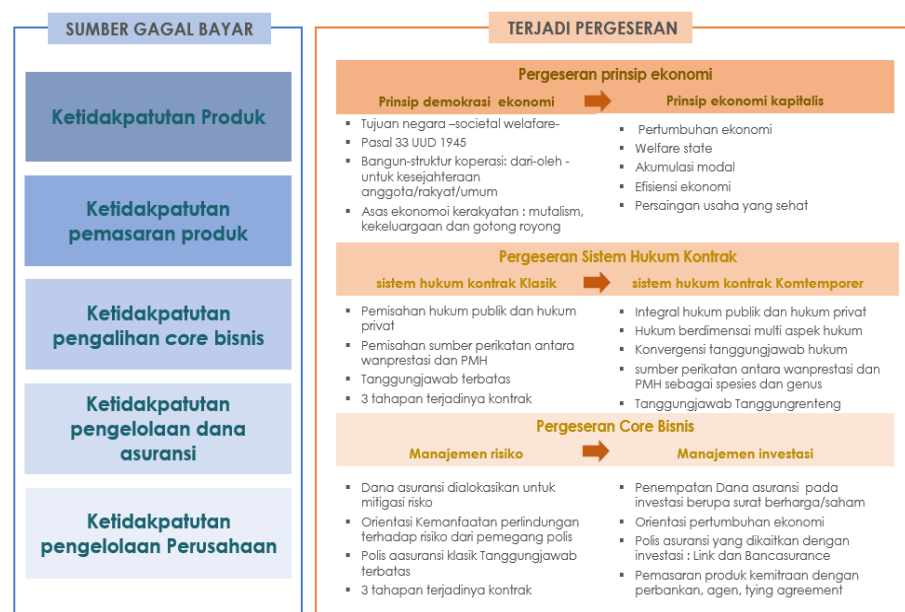 SUMBER GAGAL BAYAR
Ketidakpatutan Produk
Ketidakpatutan
pemasaran produk
Ketidakpatutan
pengalihan core bisnis
Ketidakpatutan
pengelolaan dana
asuransi
Ketidakpatutan
pengelolaan Perusahaan
TERJADI PERGESERAN
Pergeseran prinsip ekonomi
Prinsip demokrasi ekonomi
▪ Tujuan negara –societal welafare-
▪ Pasal 33 UUD 1945
▪ Bangun-struktur koperasi: dari-oleh -
untuk kesejahteraan
anggota/rakyat/umum
▪ Asas ekonomoi kerakyatan : mutalism,
kekeluargaan dan gotong royong
Prinsip ekonomi kapitalis
▪ Pertumbuhan ekonomi
▪ Welfare state
▪ Akumulasi modal
▪ Efisiensi ekonomi
▪ Persaingan usaha yang sehat
Pergeseran Sistem Hukum Kontrak
sistem hukum kontrak Klasik
▪ Pemisahan hukum publik dan hukum
privat
▪ Pemisahan sumber perikatan antara
wanprestasi dan PMH
▪ Tanggungjawab terbatas
▪ 3 tahapan terjadinya kontrak
sistem hukum kontrak Komtemporer
▪ Integral hukum publik dan hukum privat
▪ Hukum berdimensai multi aspek hukum
▪ Konvergensi tanggungjawab hukum
▪ sumber perikatan antara wanprestasi dan
PMH sebagai spesies dan genus
▪ Tanggungjawab Tanggungrenteng
Pergeseran Core Bisnis
Manajemen risiko
▪ Dana asuransi dialokasikan untuk
mitigasi risko
▪ Orientasi Kemanfaatan perlindungan
terhadap risiko dari pemegang polis
▪ Polis aasuransi klasik Tanggungjawab
terbatas
▪ 3 tahapan terjadinya kontrak
Manajemen investasi
▪ Penempatan Dana asuransi pada
investasi berupa surat berharga/saham
▪ Orientasi pertumbuhan ekonomi
▪ Polis asuransi yang dikaitkan dengan
investasi : Link dan Bancasurance
▪ Pemasaran produk kemitraan dengan
perbankan, agen, tying agreement